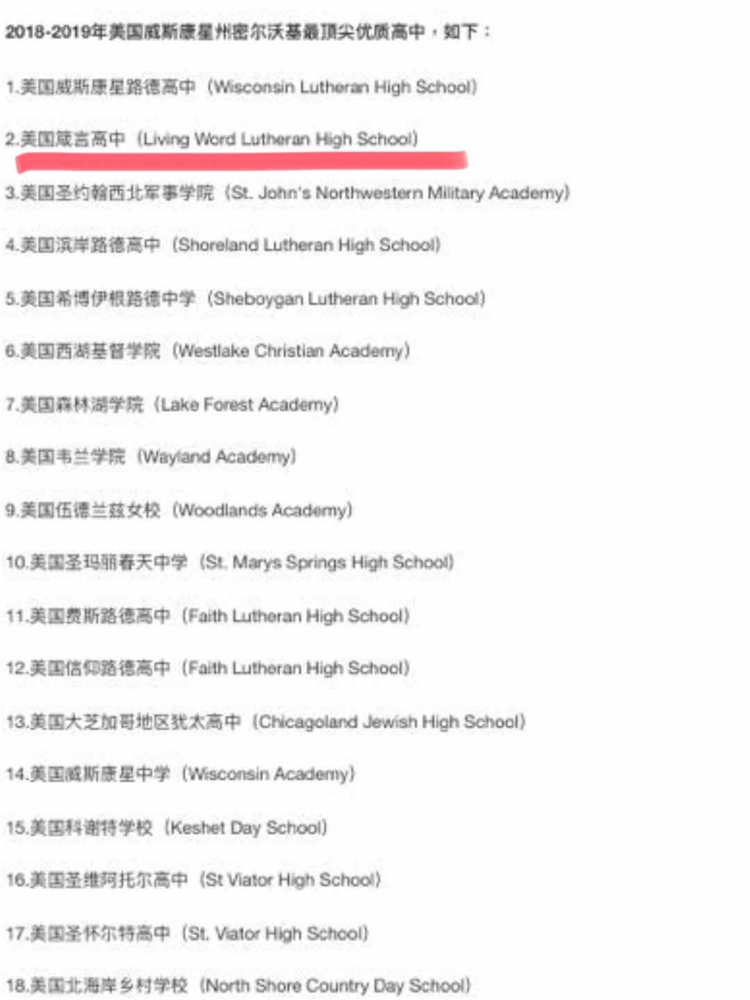 2018-2019年美国威斯康星州密尔沃基最顶尖优质高中，如下：
1.美国威斯康星路德高中（Wisconsin Lutheran High School）
2.美国箴言高中（Living Word Lutheran High School）
3.美国圣约翰西北军事学院（St. John's Northwestern Military Academy）
4.美国滨岸路德高中（Shoreland Lutheran High School）
5.美国希博伊根路德中学（Sheboygan Lutheran High School）
6.美国西湖基督学院（Westlake Christian Academy）
7.美国森林湖学院（Lake Forest Academy）
8.美国韦兰学院（Wayland Academy）
9.美国伍德兰兹女校（Woodlands Academy）
10.美国圣玛丽春天中学（St. Marys Springs High School）
11.美国费斯路德高中（Faith Lutheran High School）
12.美国信仰路德高中（Faith Lutheran High School）
13.美国大芝加哥地区犹太高中（Chicagoland Jewish High School）
14.美国威斯康星中学（Wisconsin Academy）
15.美国科谢特学校（Keshet Day School）
16.美国圣维阿托尔高中（St Viator High School）
17.美国圣怀尔特高中（St. Viator High School）
18.美国北海岸乡村学校（North Shore Country Day School）